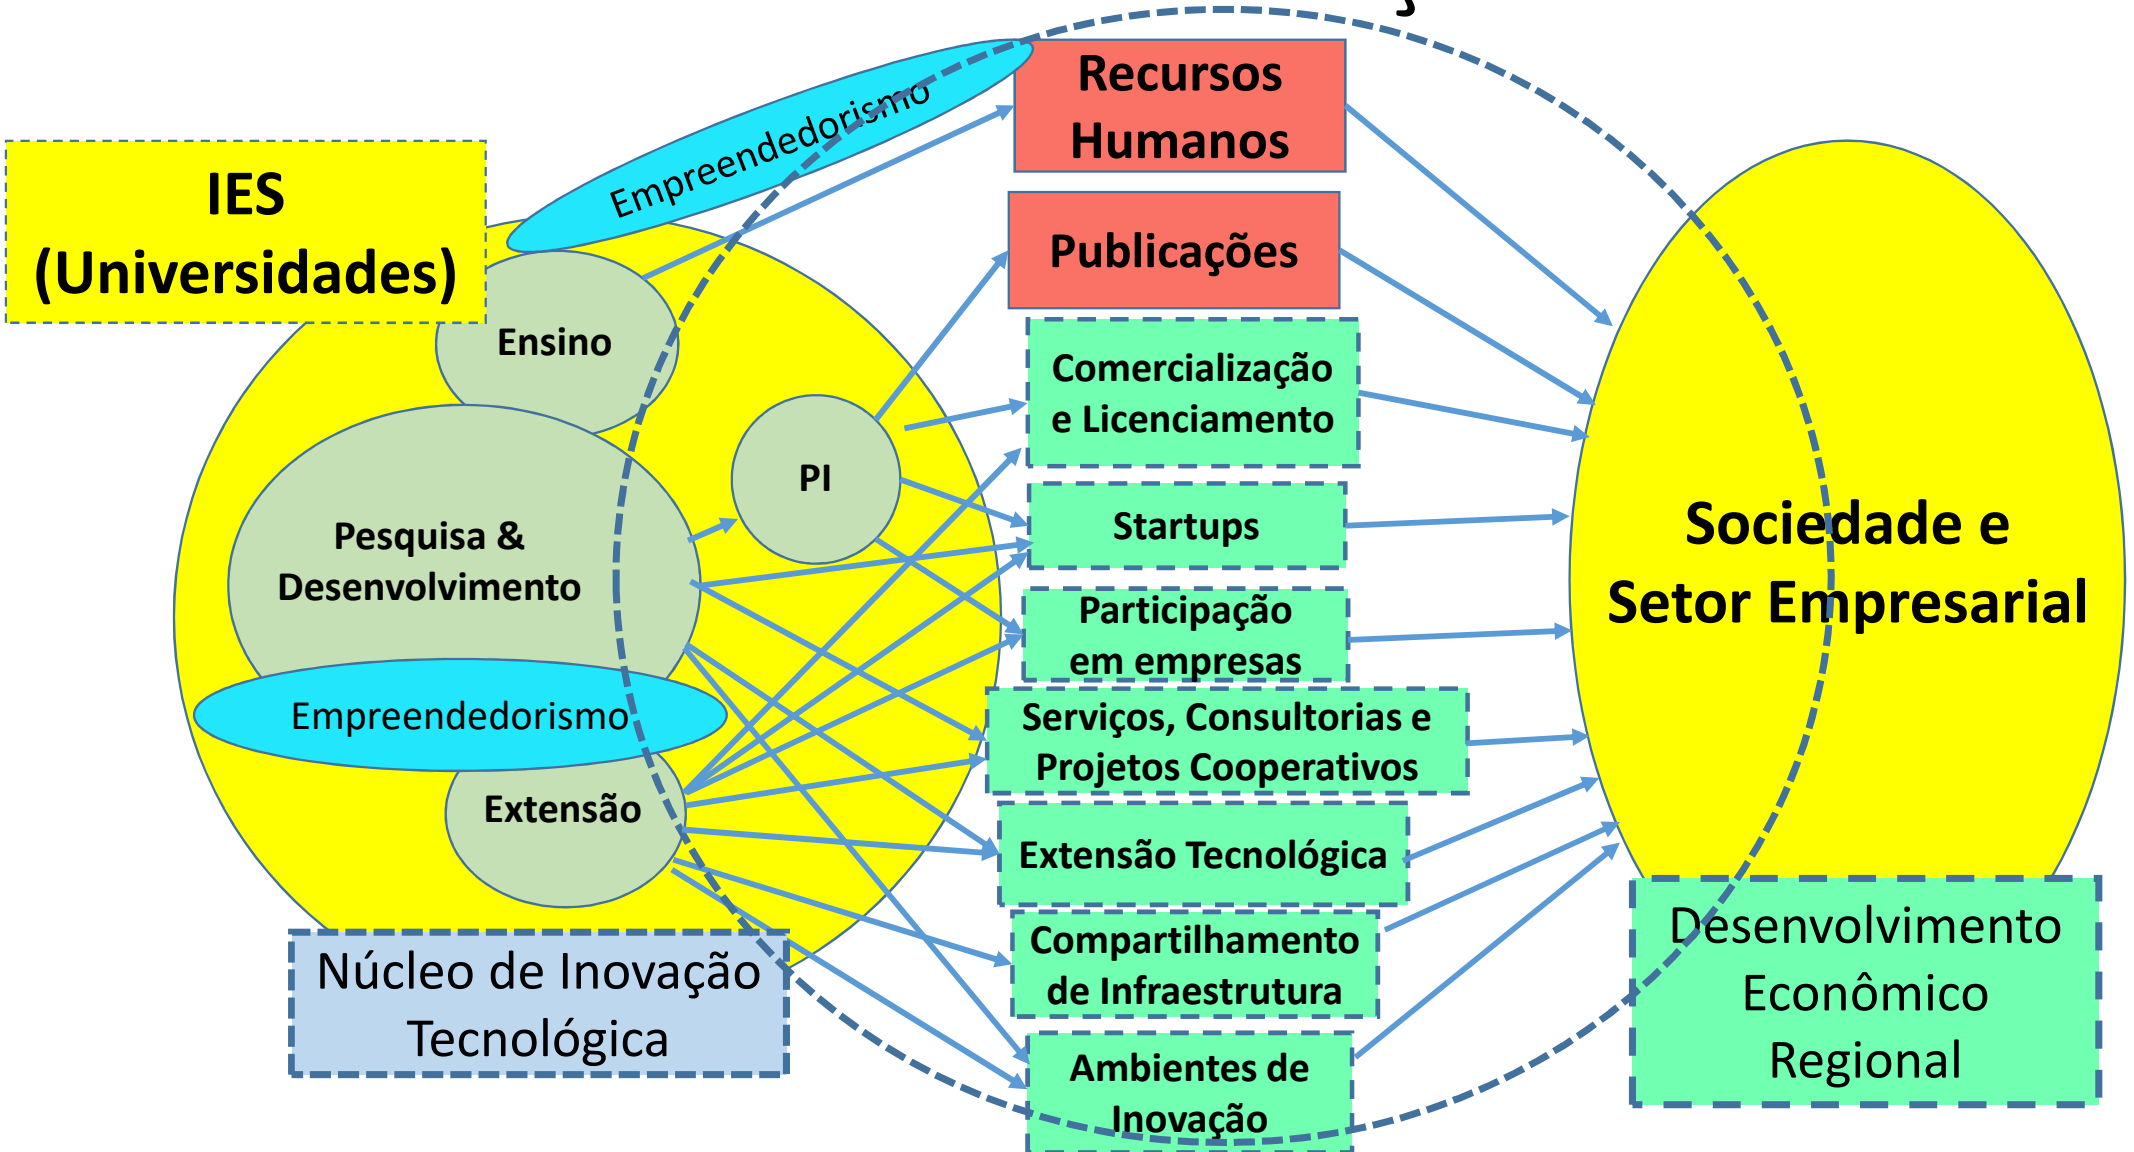 Empreendedorismo
Recursos
Humanos
IES
(Universidades)
Publicações
Ensino
Comercialização
e Licenciamento
PI
Startups
Pesquisa &
Desenvolvimento
Sociedade e
Setor Empresarial
Participação
em empresas
Empreendedorismo
Serviços, Consultorias e
Projetos Cooperativos
Extensão
Extensão Tecnológica
Núcleo de Inovação
Tecnológica
Compartilhamento
de Infraestrutura
Desenvolvimento
Econômico
Regional
Ambientes de
Inovação